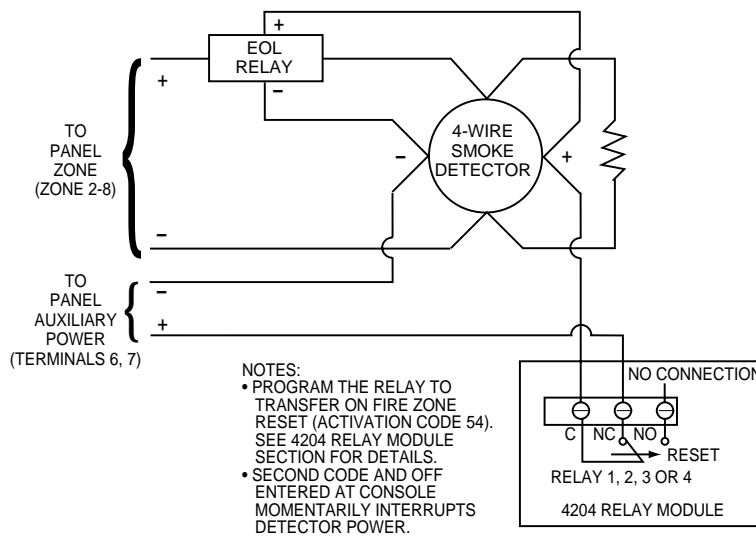 +
EOL
RELAY
+
−
TO
PANEL
ZONE
(ZONE 2-8)
4-WIRE
SMOKE
DETECTOR
−
+
−
TO
PANEL
AUXILIARY
POWER
(TERMINALS 6, 7)
−
+
NOTES:
• PROGRAM THE RELAY TO
TRANSFER ON FIRE ZONE
RESET (ACTIVATION CODE 54).
SEE 4204 RELAY MODULE
SECTION FOR DETAILS.
• SECOND CODE AND OFF
ENTERED AT CONSOLE
MOMENTARILY INTERRUPTS
DETECTOR POWER.
NO CONNECTION
C NC NO
RESET
RELAY 1, 2, 3 OR 4
4204 RELAY MODULE